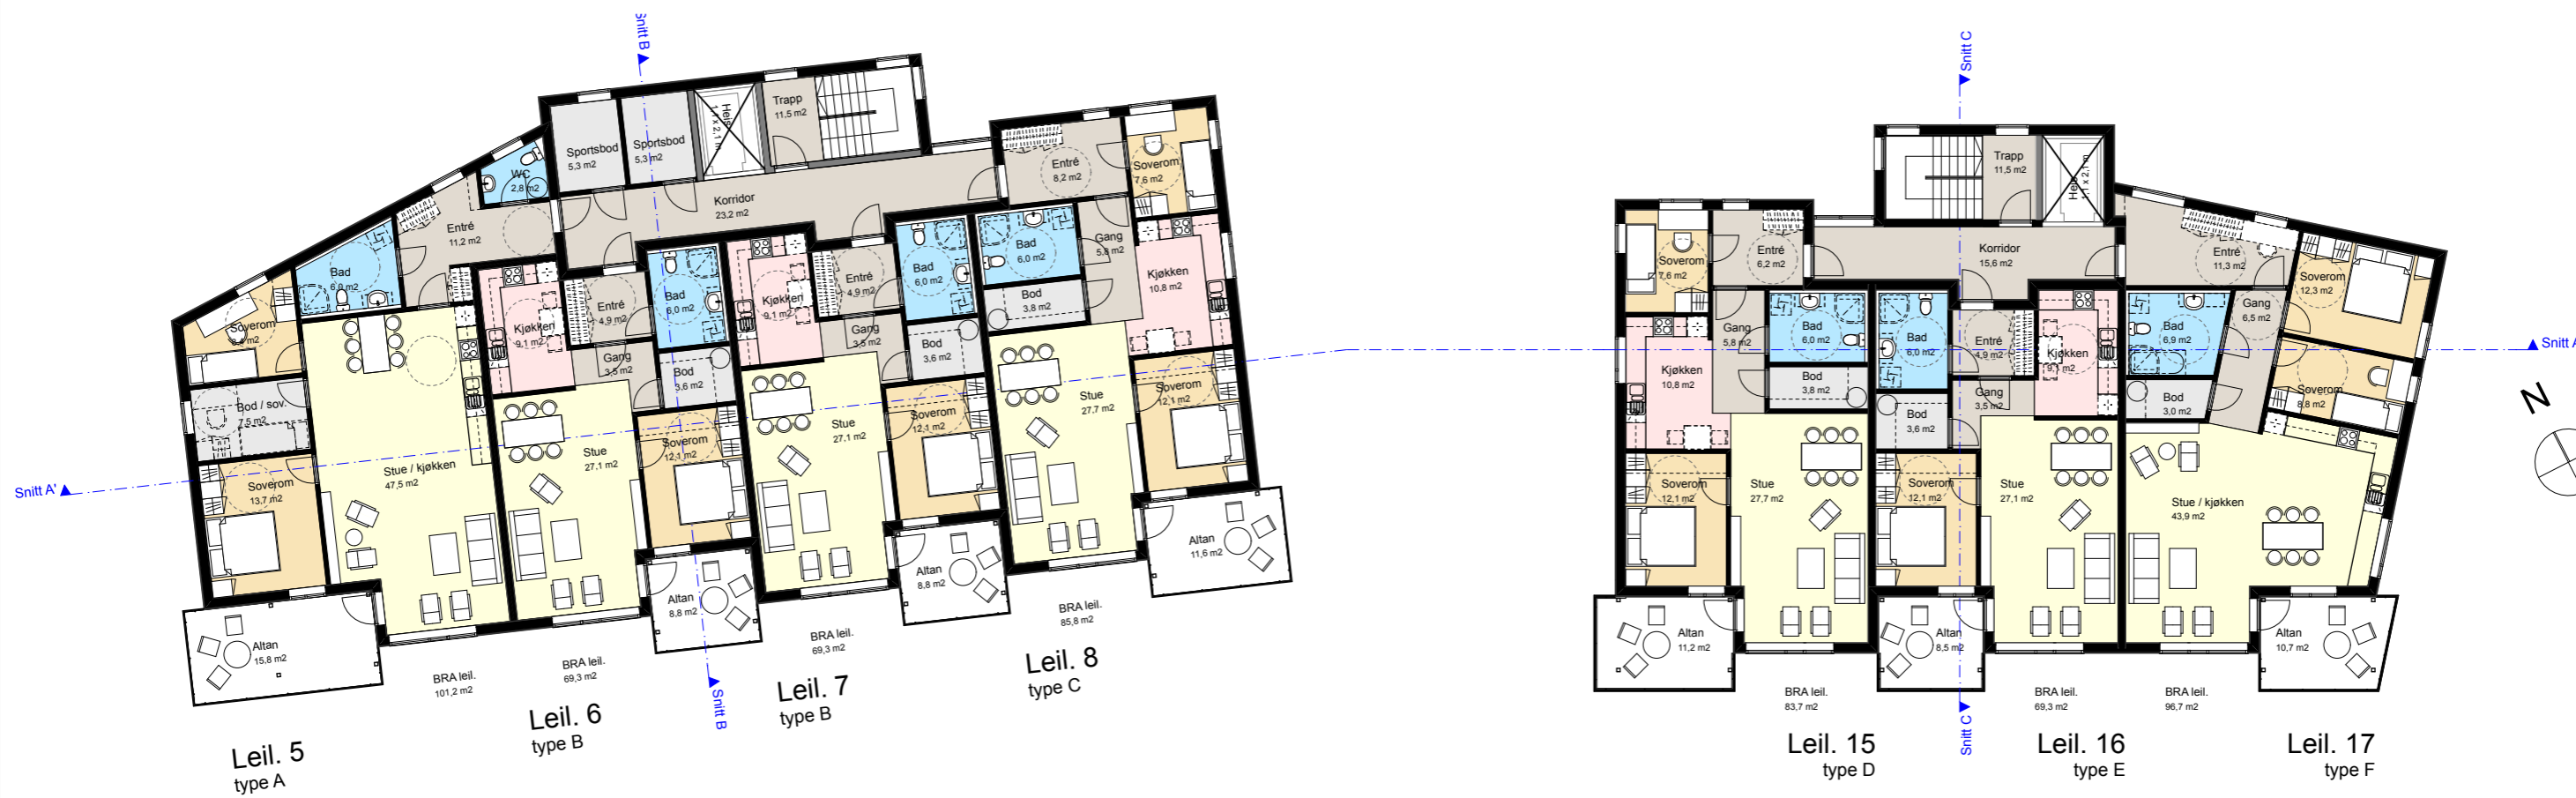 Snitt B
Sportsbod
5,3 m2
Sportsbod
5,3 m2
Heis
1,1 x 2,1 m
Trapp
11,5 m2
WC
2,8 m2
Entré
11,2 m2
Korridor
23,2 m2
Entré
8,2 m2
Soverom
7,6 m2
Bad
6,9 m2
Soverom
8,4 m2
Bod / sov.
7,5 m2
Soverom
13,7 m2
Stue / kjøkken
47,5 m2
Altan
15,8 m2
BRA leil.
101,2 m2
Leil. 5
type A
Snitt A'
Kjøkken
9,1 m2
Entré
4,9 m2
Bad
6,0 m2
Gang
3,5 m2
Bod
3,6 m2
Stue
27,1 m2
Soverom
12,1 m2
Altan
8,8 m2
BRA leil.
69,3 m2
Leil. 6
type B
Snitt B
Kjøkken
9,1 m2
Entré
4,9 m2
Bad
6,0 m2
Gang
3,5 m2
Bod
3,6 m2
Stue
27,1 m2
Soverom
12,1 m2
Altan
8,8 m2
BRA leil.
69,3 m2
Leil. 7
type B
Bad
6,0 m2
Gang
5,8 m2
Kjøkken
10,8 m2
Bod
3,8 m2
Stue
27,7 m2
Soverom
12,1 m2
Altan
11,6 m2
BRA leil.
85,8 m2
Leil. 8
type C
Snitt C
Trapp
11,5 m2
Heis
1,1 x 2,1 m
Korridor
15,6 m2
Soverom
7,6 m2
Entré
6,2 m2
Gang
5,8 m2
Bad
6,0 m2
Kjøkken
10,8 m2
Bod
3,8 m2
Soverom
12,1 m2
Stue
27,7 m2
Altan
11,2 m2
BRA leil.
83,7 m2
Leil. 15
type D
Bad
6,0 m2
Entré
4,9 m2
Kjøkken
9,1 m2
Gang
3,5 m2
Bod
3,6 m2
Soverom
12,1 m2
Stue
27,1 m2
Altan
8,5 m2
Snitt C
BRA leil.
69,3 m2
Leil. 16
type E
Entré
11,3 m2
Soverom
12,3 m2
Gang
6,5 m2
Bad
6,9 m2
Bod
3,0 m2
Soverom
8,8 m2
Stue / kjøkken
43,9 m2
Altan
10,7 m2
BRA leil.
96,7 m2
Leil. 17
type F
Snitt A
N